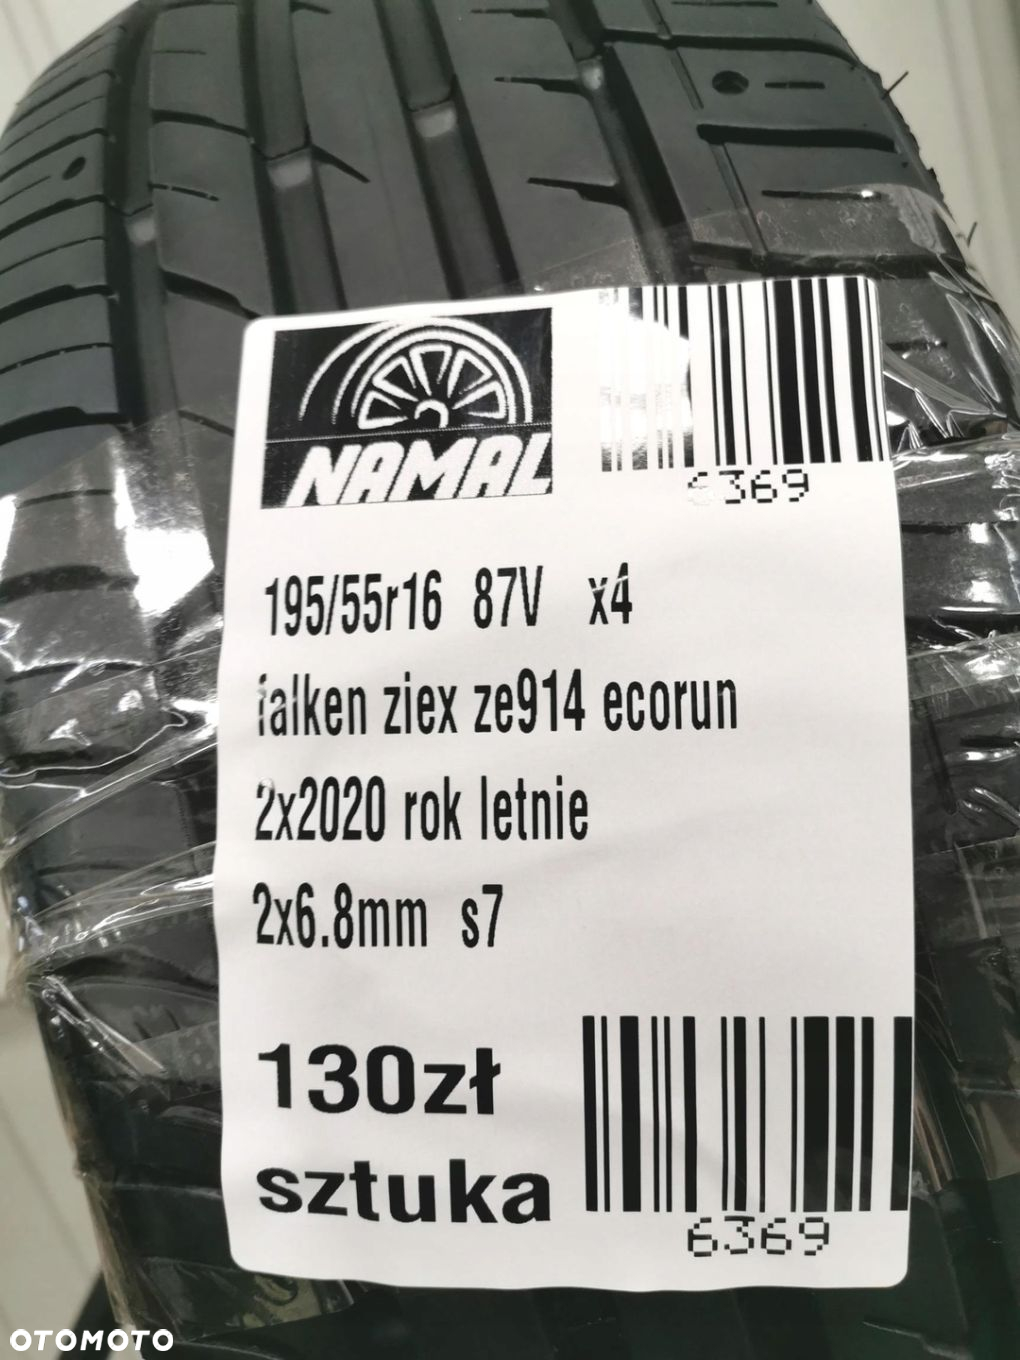 NAMAL
6369
195/55r16 87V x4
falken ziex ze914 ecorun
2x2020 rok letnie
2x6.8mm s7
130zł
sztuka
6369
OTOMOTO